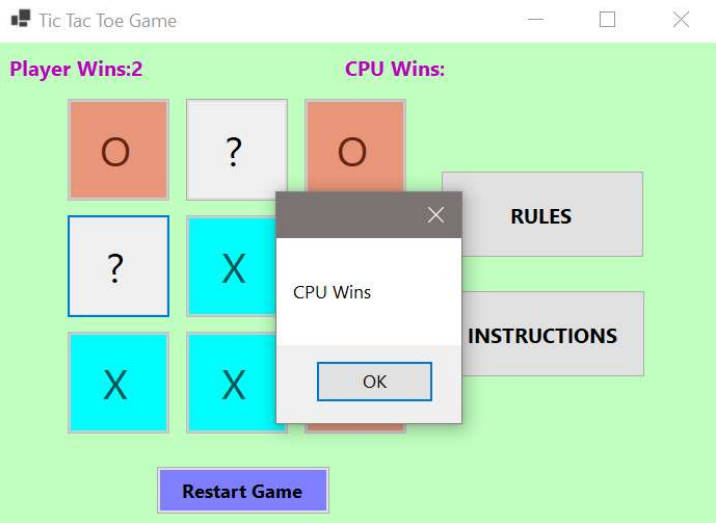 Tic Tac Toe Game
Player Wins:2 CPU Wins:
O ? O
? X
X X
RULES
INSTRUCTIONS
CPU Wins
OK
Restart Game